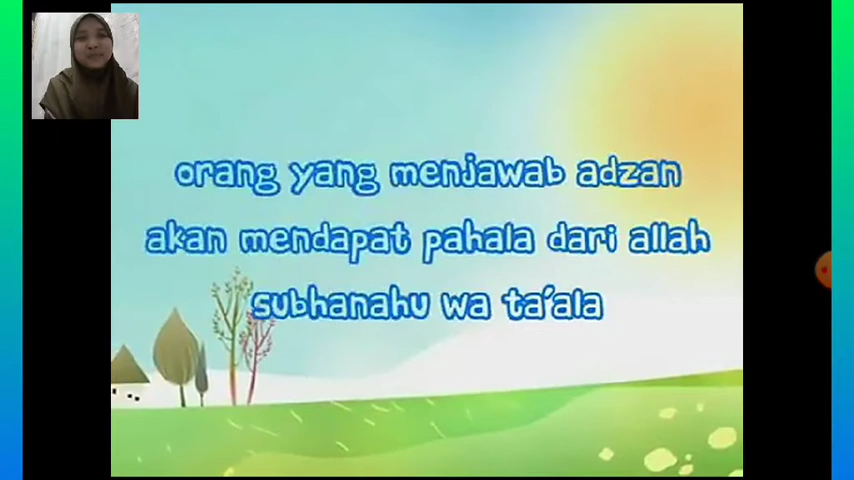 orang yang menjawab adzan
akan mendapat pahala dari allah
subhanahu wa ta'ala